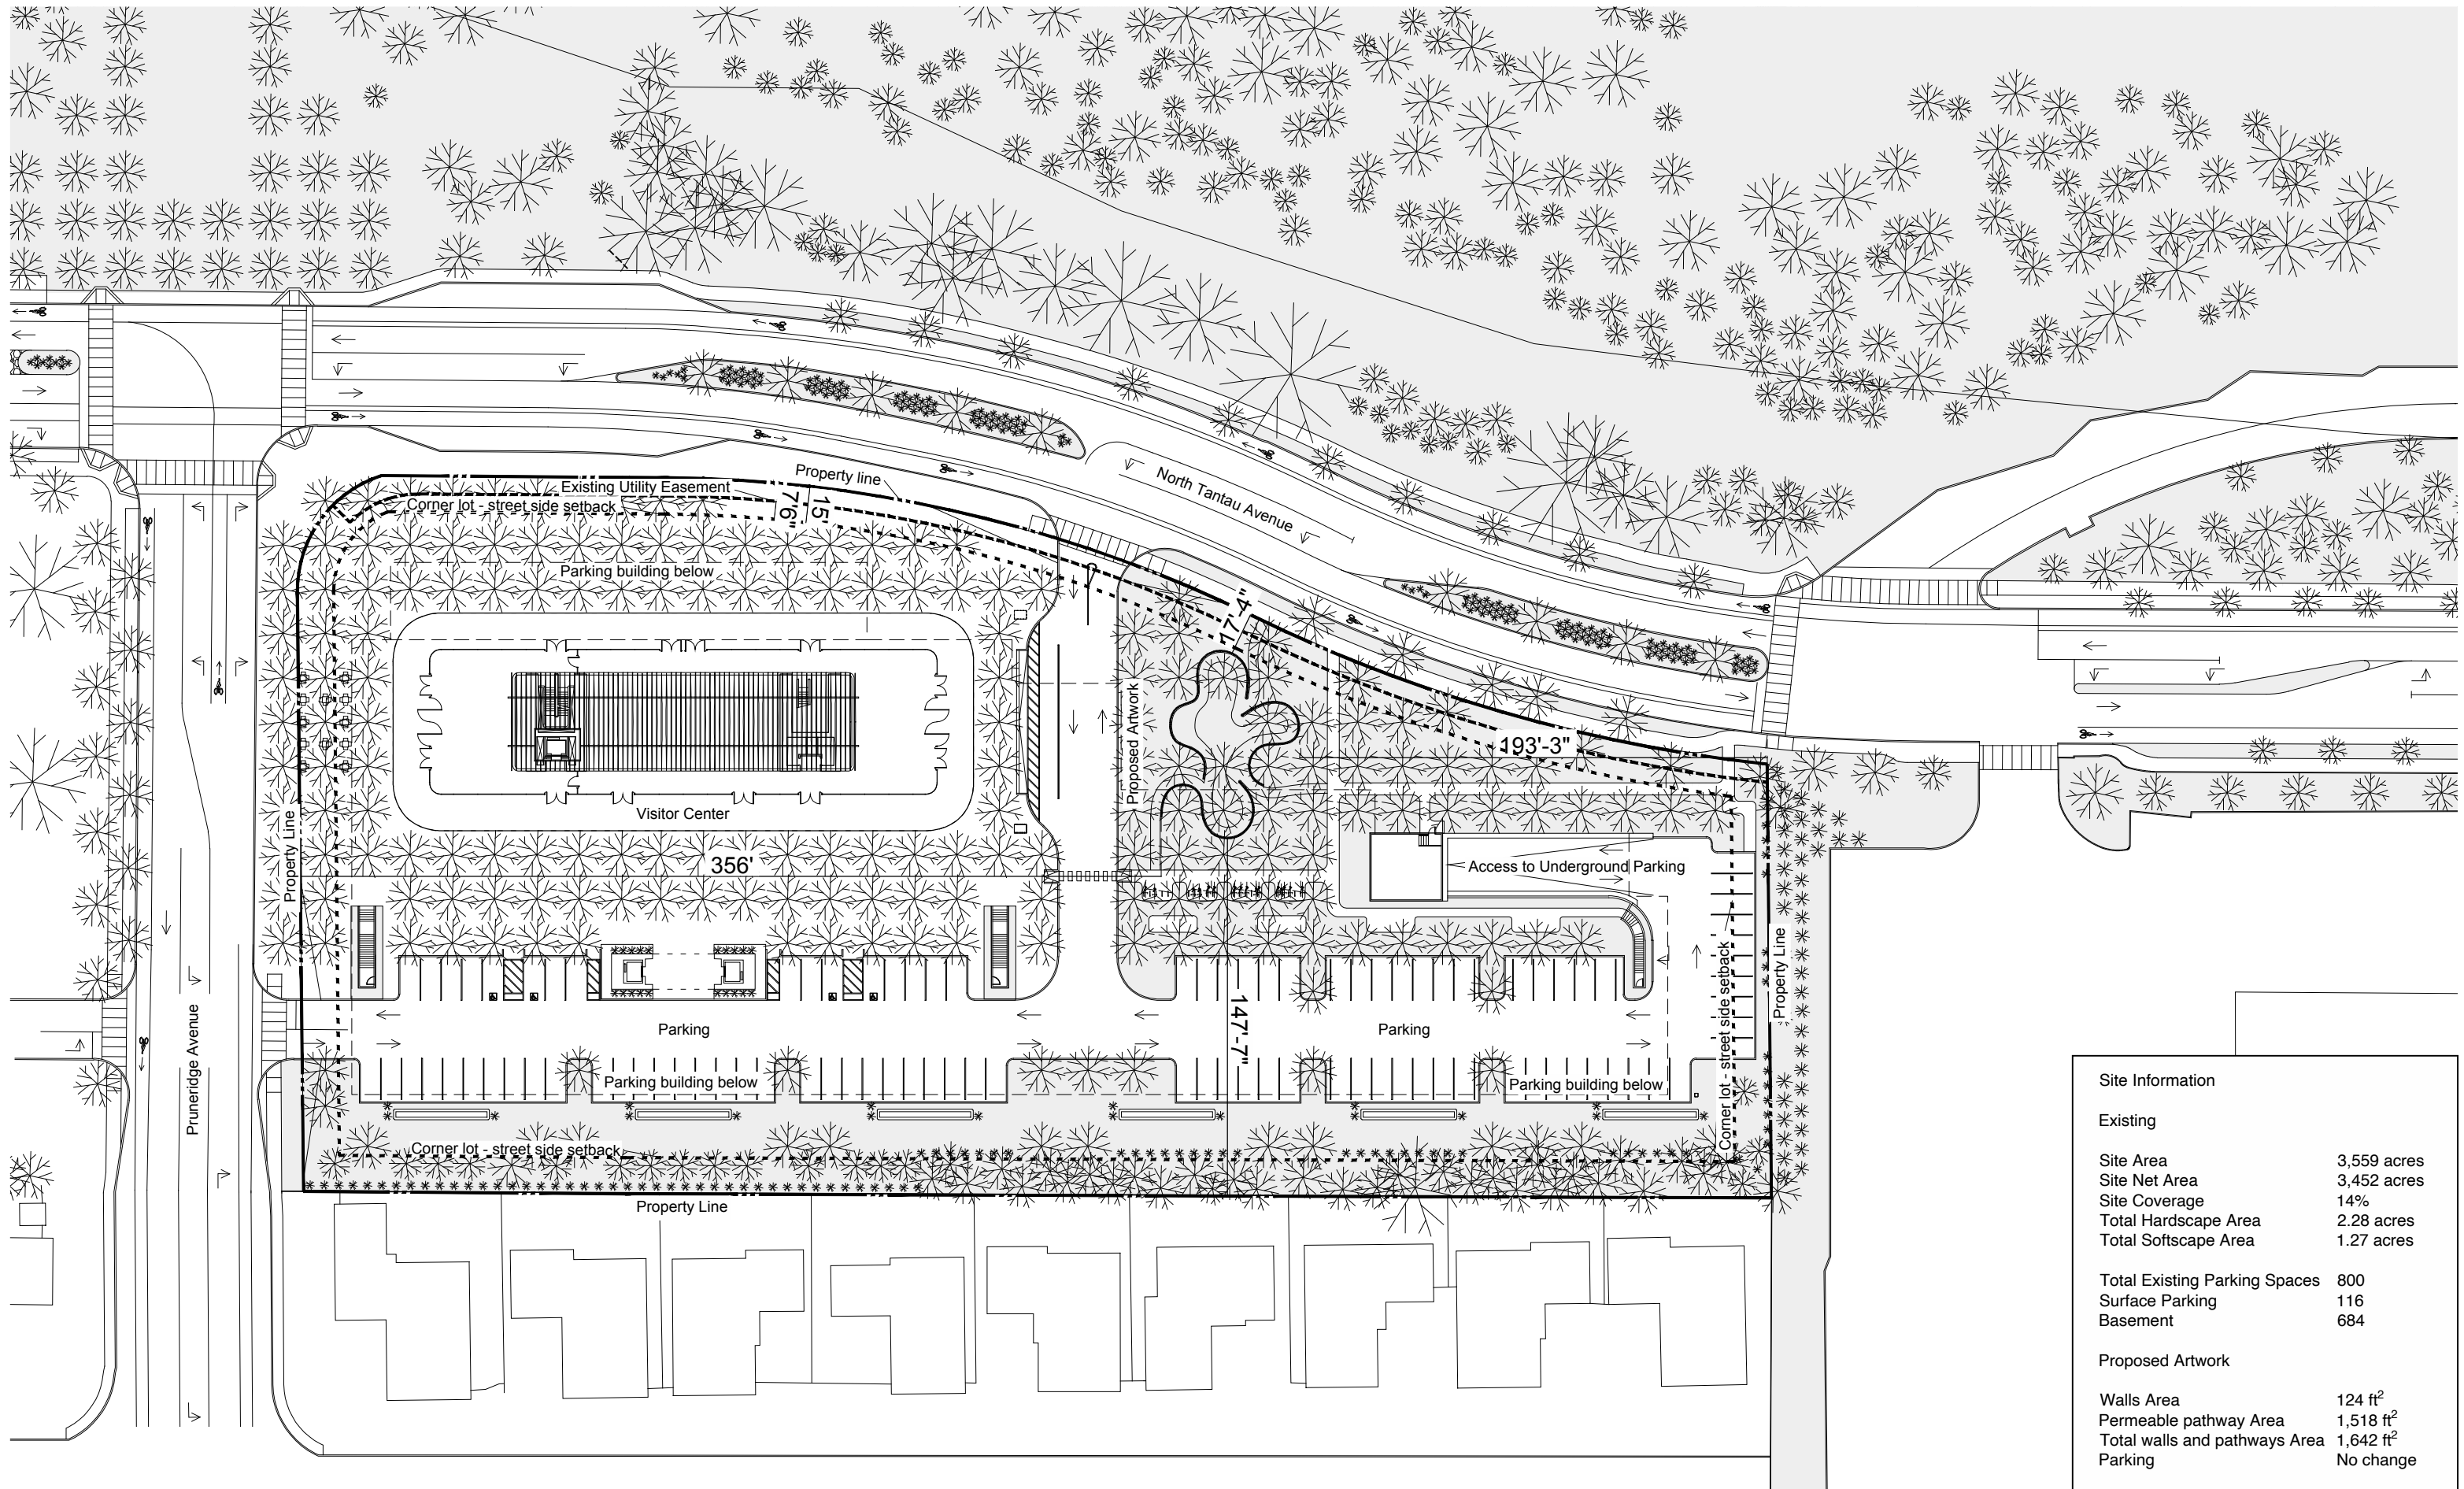 Property line
Existing Utility Easement
Corner lot - street side setback
7'6"
15'
North Tantau Avenue
Parking building below
17'-4"
Proposed Artwork
193'-3"
Visitor Center
Property Line
356'
Access to Underground Parking
Corner lot - street side setback
Property Line
Pruneridge Avenue
Parking
147'-7"
Parking
Parking building below
Parking building below
Corner lot - street side setback
Property Line
Site Information
Existing
Site Area 3,559 acres
Site Net Area 3,452 acres
Site Coverage 14%
Total Hardscape Area 2.28 acres
Total Softscape Area 1.27 acres
Total Existing Parking Spaces 800
Surface Parking 116
Basement 684
Proposed Artwork
Walls Area 124 ft²
Permeable pathway Area 1,518 ft²
Total walls and pathways Area 1,642 ft²
Parking No change